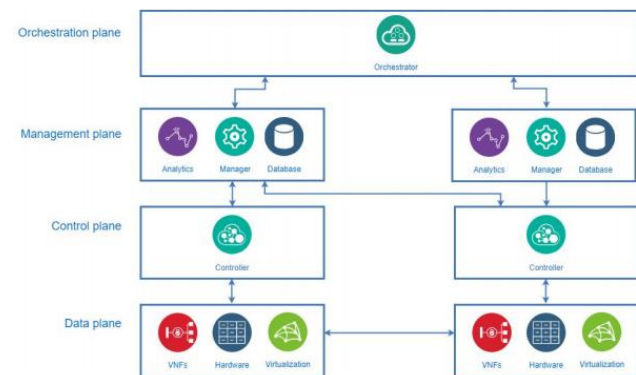 Orchestration plane
Orchestrator
Management plane
Analytics Manager Database
Analytics Manager Database
Control plane
Controller
Controller
Data plane
VNFs Hardware Virtualization
VNFs Hardware Virtualization